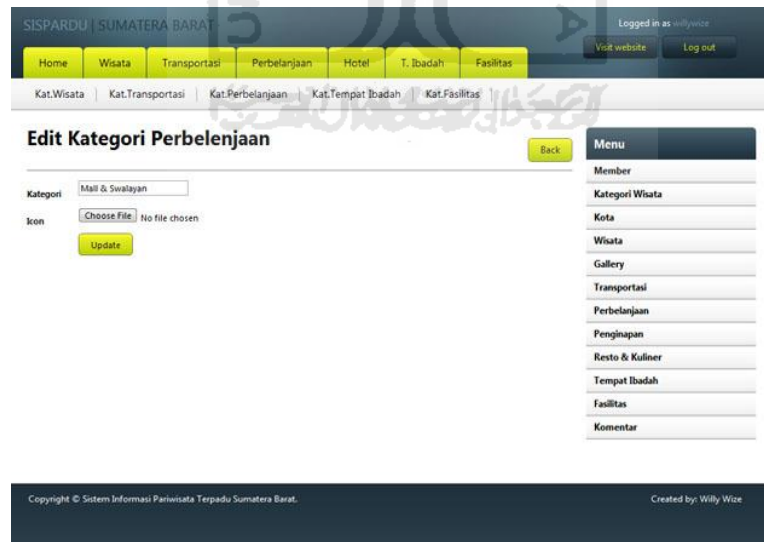 SISPARDU | SUMATERA BARAT
Logged in as willywize
Visit website Log out
Home Wisata Transportasi Perbelanjaan Hotel T. Ibadah Fasilitas
Kat.Wisata Kat.Transportasi Kat.Perbelanjaan Kat.Tempat Ibadah Kat.Fasilitas
Edit Kategori Perbelenjaan
Back
Kategori Mall & Swalayan
Icon Choose File No file chosen
Update
Menu
Member
Kategori Wisata
Kota
Wisata
Gallery
Transportasi
Perbelanjaan
Penginapan
Resto & Kuliner
Tempat Ibadah
Fasilitas
Komentar
Copyright © Sistem Informasi Pariwisata Terpadu Sumatera Barat.
Created by: Willy Wize